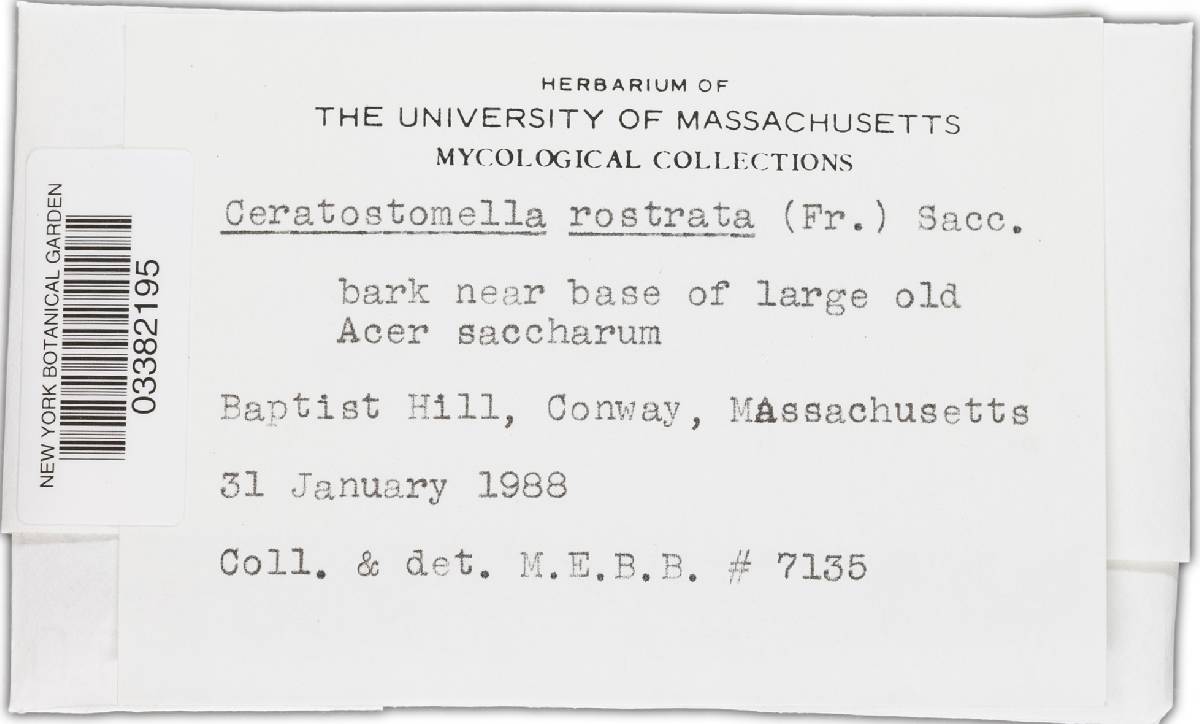 HERBARIUM OF
THE UNIVERSITY OF MASSACHUSETTS
MYCOLOGICAL COLLECTIONS
Ceratostomella rostrata (Fr.) Sacc.
bark near base of large old
Acer saccharum
Baptist Hill, Conway, MAssachusetts
31 January 1988
Coll. & det. M.E.B.B. # 7135
NEW YORK BOTANICAL GARDEN
03382195